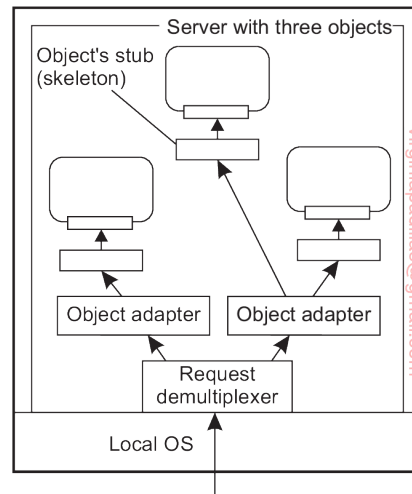 Server with three objects
Object's stub
(skeleton)
Object adapter
Object adapter
Request
demultiplexer
Local OS